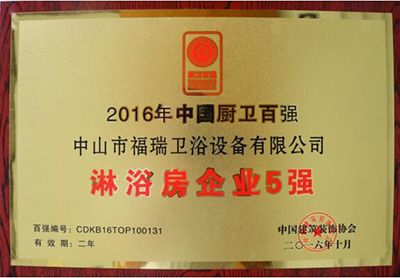 2016年中国厨卫百强
中山市福瑞卫浴设备有限公司
淋浴房企业5强
百强编号：CDKB16TOP100131
有 效 期：二年
中国建筑装饰协会
二〇一六年十月